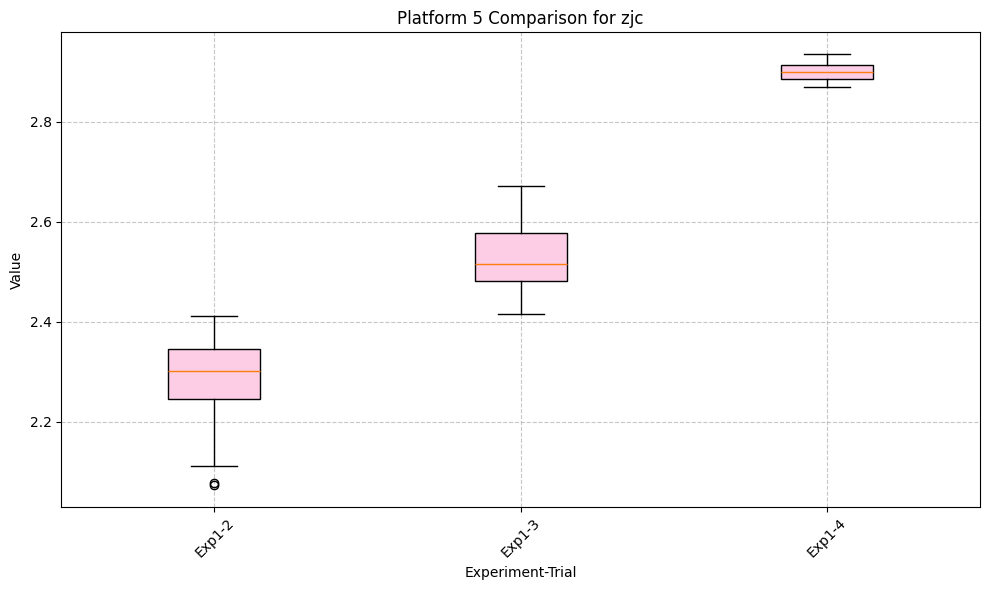 Platform 5 Comparison for zjc
Value
2.8
2.6
2.4
2.2
Exp1-2
Exp1-3
Exp1-4
Experiment-Trial